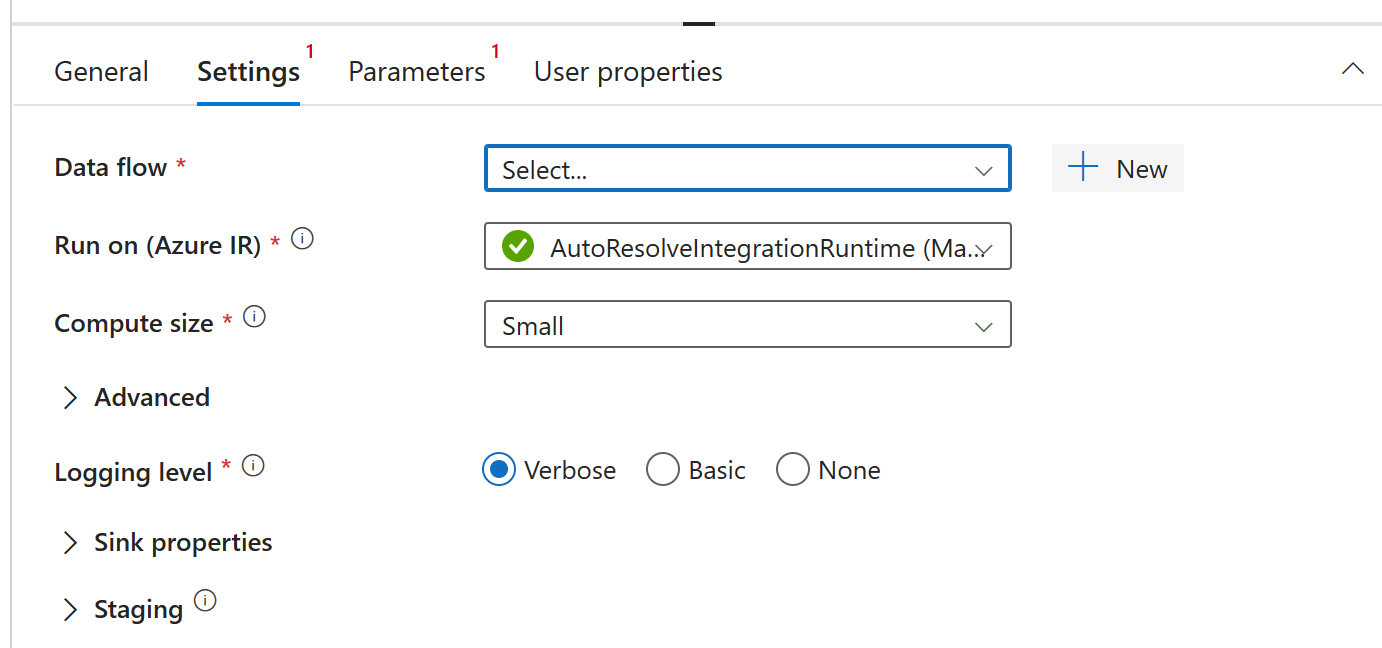 General Settings 1 Parameters 1 User properties
Data flow * Select... New
Run on (Azure IR) * AutoResolveIntegrationRuntime (Ma...
Compute size * Small
Advanced
Logging level * Verbose Basic None
Sink properties
Staging